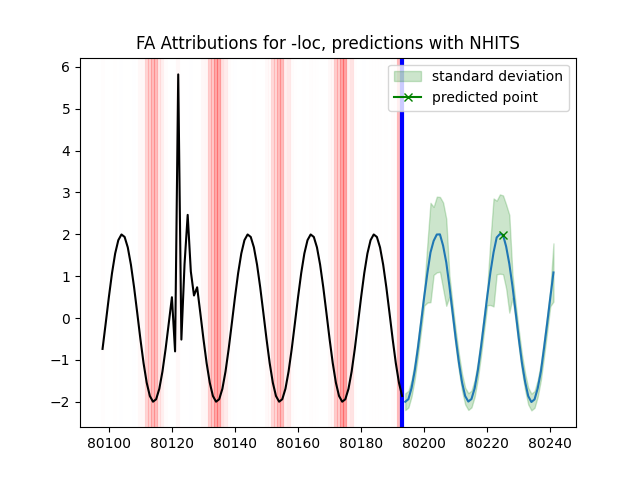 FA Attributions for -loc, predictions with NHITS
standard deviation
predicted point
6
5
4
3
2
1
0
−1
−2
80100 80120 80140 80160 80180 80200 80220 80240